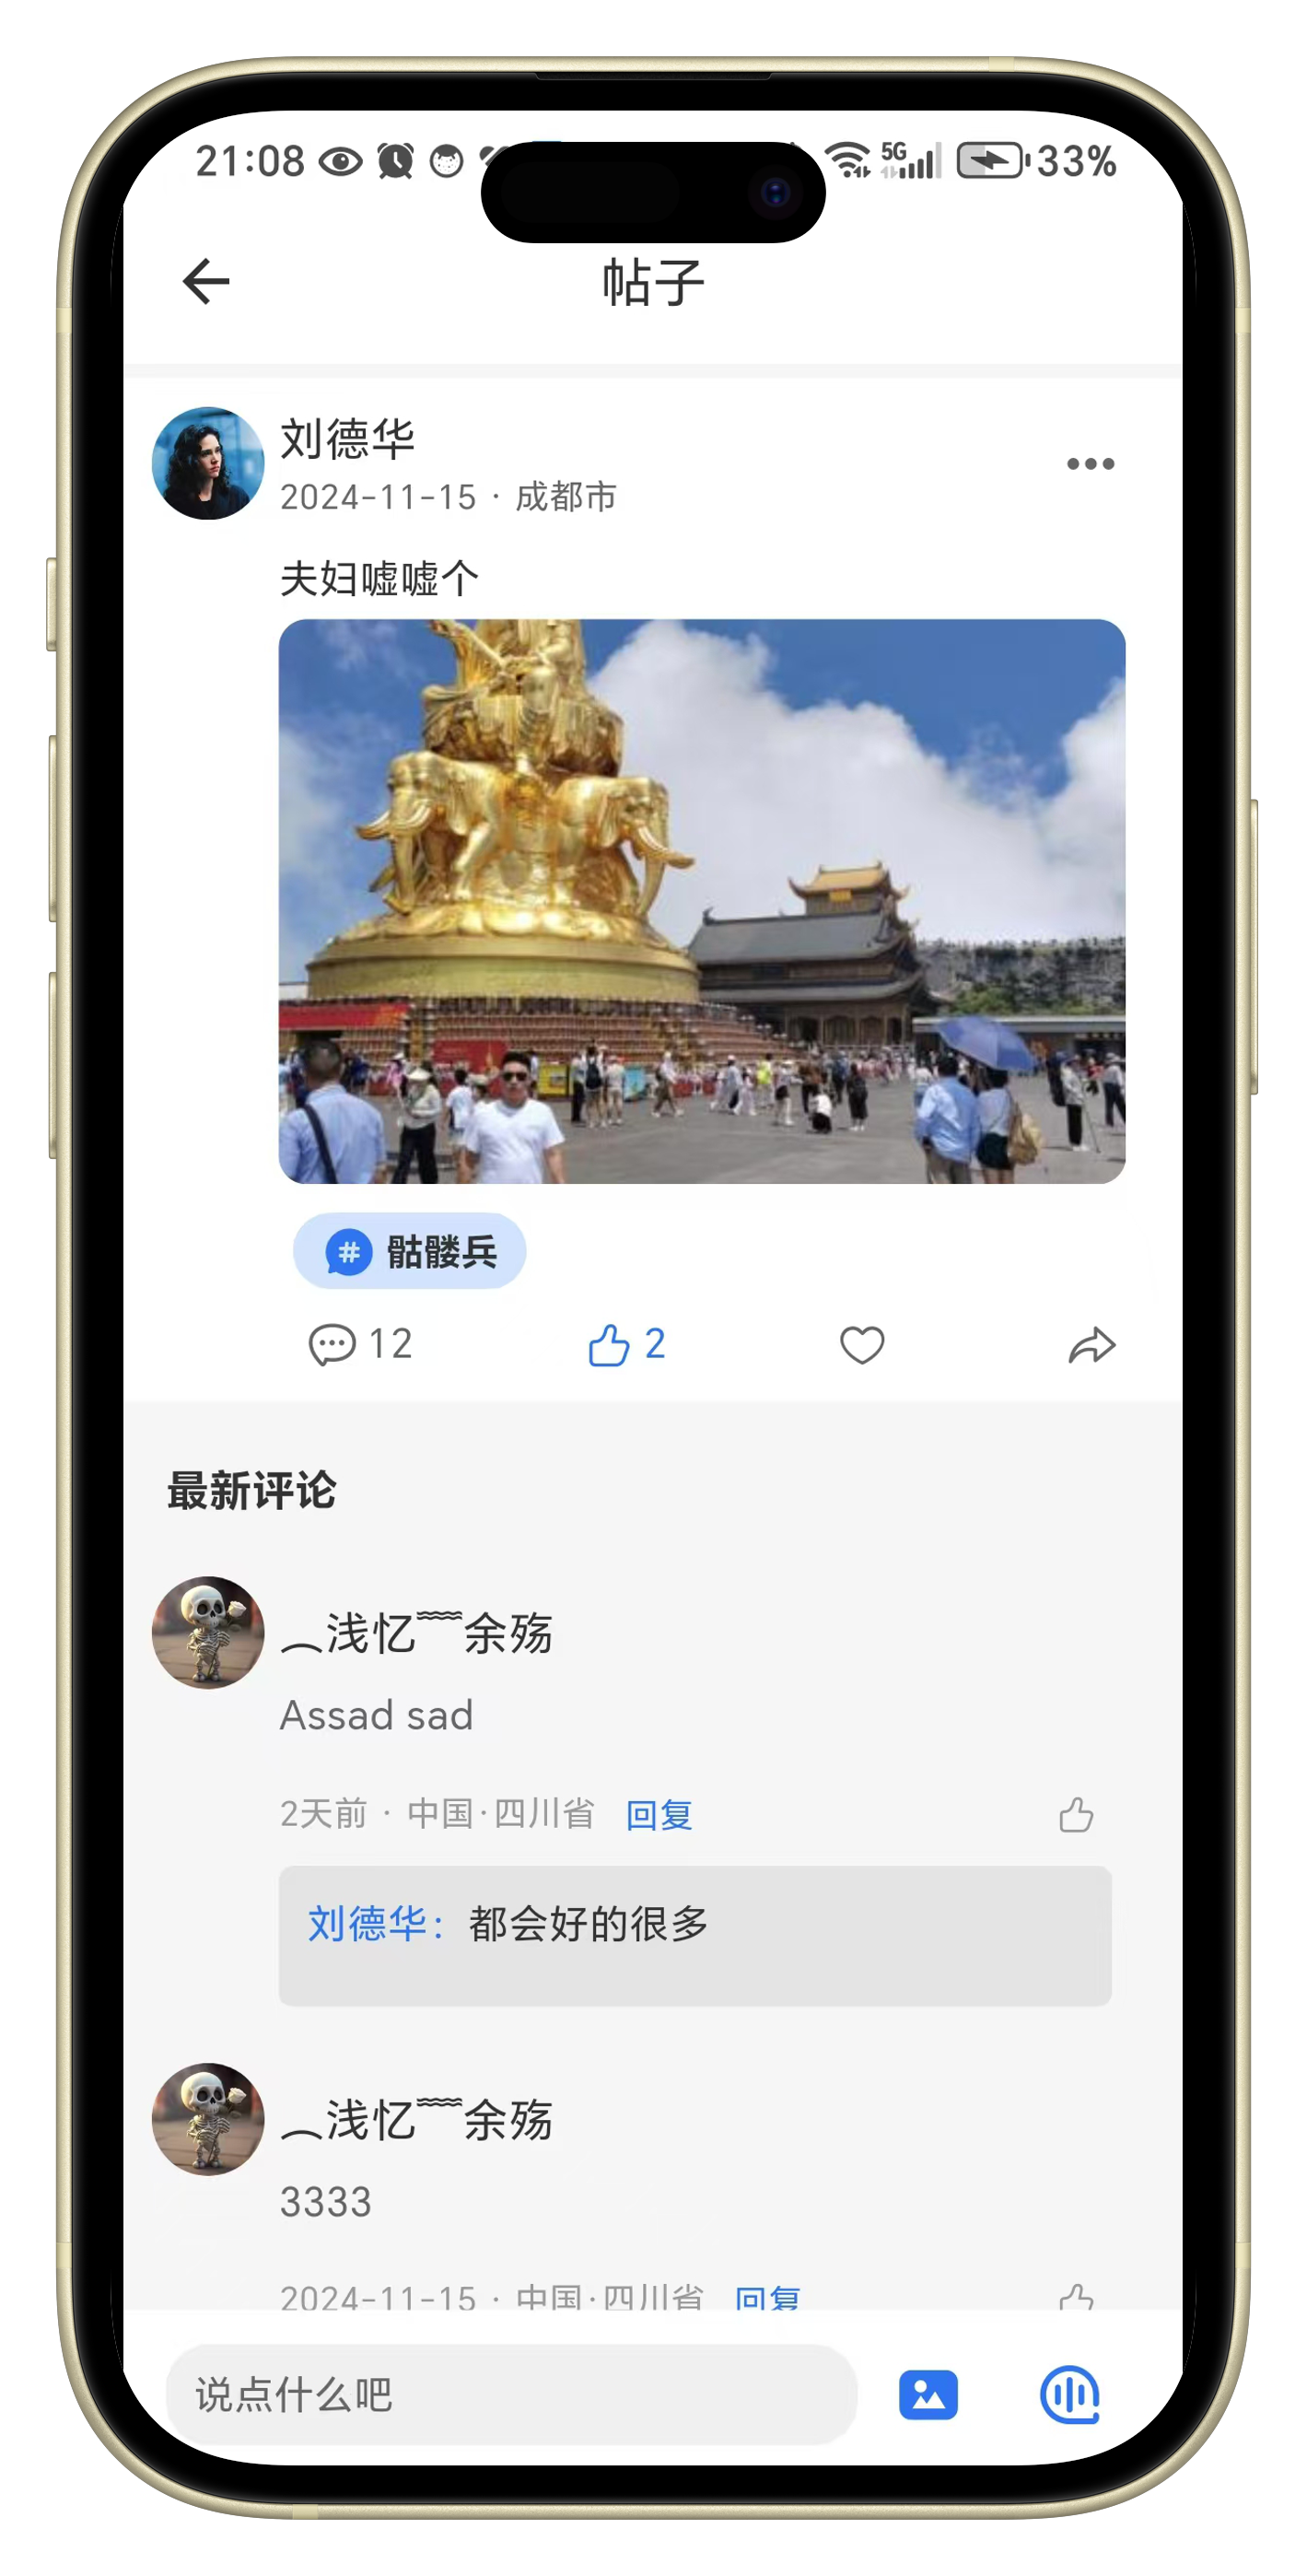 21:08 5G 33%
帖子
刘德华
2024-11-15 · 成都市
夫妇嘘嘘个
# 骷髅兵
12 2
最新评论
︵浅忆﹌余殇
Assad sad
2天前 · 中国·四川省 回复
刘德华: 都会好的很多
︵浅忆﹌余殇
3333
2024-11-15 · 中国·四川省 回复
说点什么吧